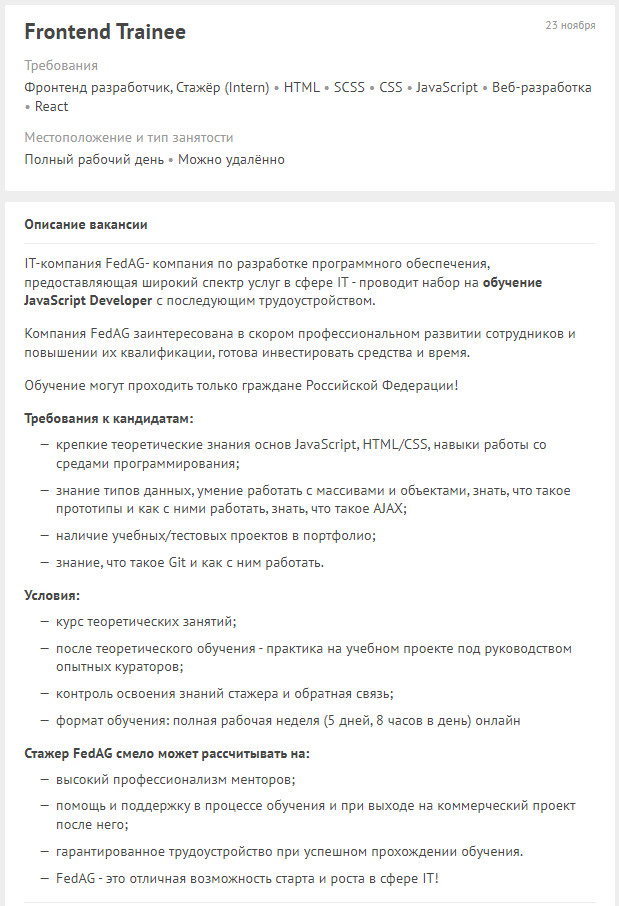 Frontend Trainee
23 ноября
Требования
Фронтенд разработчик, Стажёр (Intern) • HTML • SCSS • CSS • JavaScript • Веб-разработка
• React
Местоположение и тип занятости
Полный рабочий день • Можно удалённо
Описание вакансии
IT-компания FedAG- компания по разработке программного обеспечения,
предоставляющая широкий спектр услуг в сфере IT - проводит набор на обучение
JavaScript Developer с последующим трудоустройством.
Компания FedAG заинтересована в скором профессиональном развитии сотрудников и
повышении их квалификации, готова инвестировать средства и время.
Обучение могут проходить только граждане Российской Федерации!
Требования к кандидатам:
— крепкие теоретические знания основ JavaScript, HTML/CSS, навыки работы со
средами программирования;
— знание типов данных, умение работать с массивами и объектами, знать, что такое
прототипы и как с ними работать, знать, что такое AJAX;
— наличие учебных/тестовых проектов в портфолио;
— знание, что такое Git и как с ним работать.
Условия:
— курс теоретических занятий;
— после теоретического обучения - практика на учебном проекте под руководством
опытных кураторов;
— контроль освоения знаний стажера и обратная связь;
— формат обучения: полная рабочая неделя (5 дней, 8 часов в день) онлайн
Стажер FedAG смело может рассчитывать на:
— высокий профессионализм менторов;
— помощь и поддержку в процессе обучения и при выходе на коммерческий проект
после него;
— гарантированное трудоустройство при успешном прохождении обучения.
— FedAG - это отличная возможность старта и роста в сфере IT!